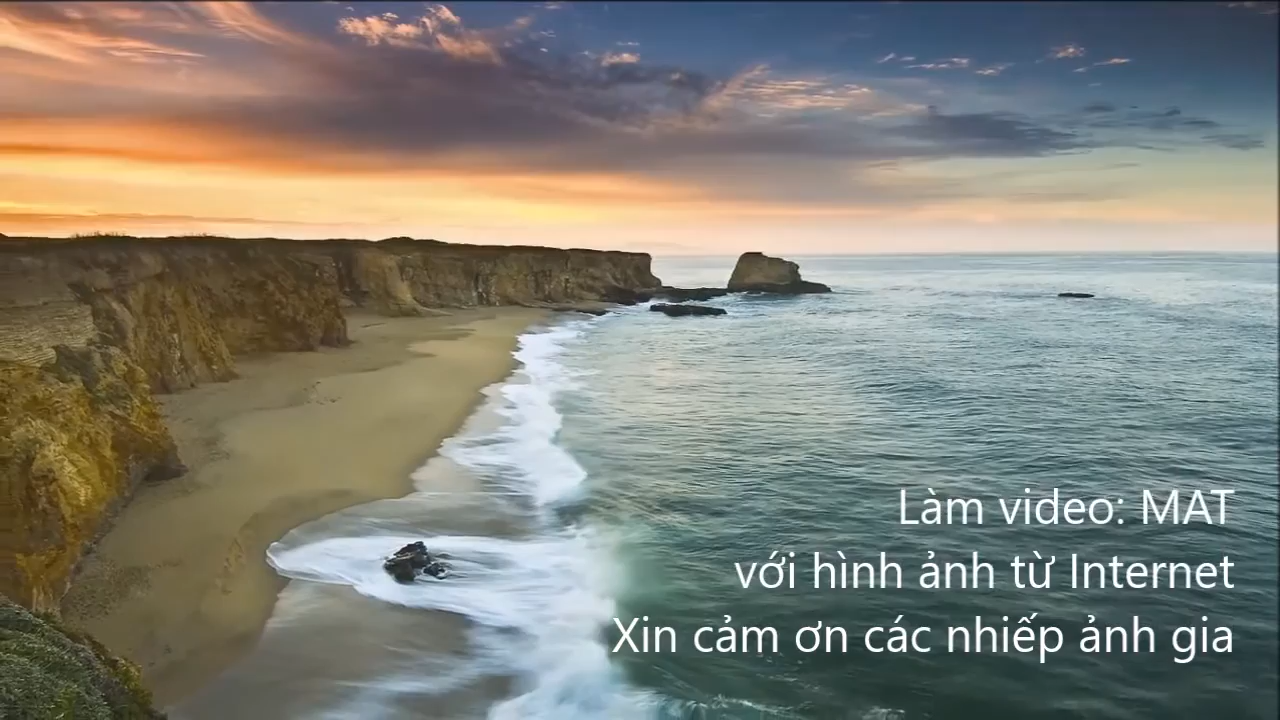 Làm video: MAT
với hình ảnh từ Internet
Xin cảm ơn các nhiếp ảnh gia